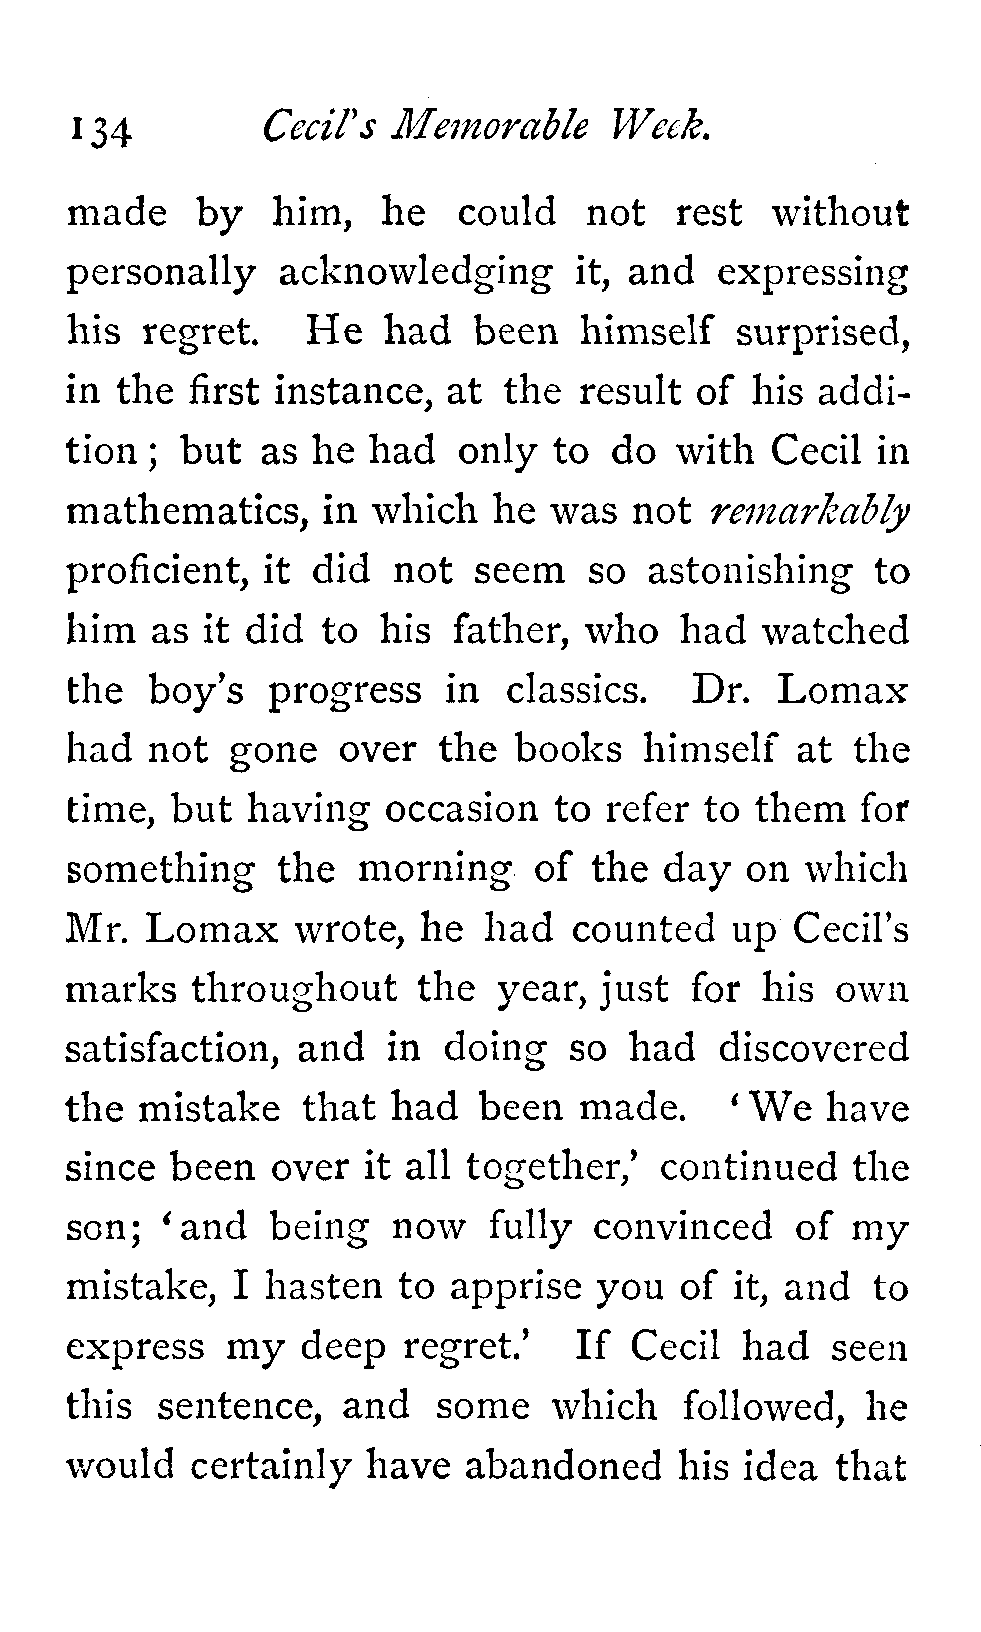 134 Cecil's Memorable Week.
made by him, he could not rest without
personally acknowledging it, and expressing
his regret. He had been himself surprised,
in the first instance, at the result of his addi-
tion ; but as he had only to do with Cecil in
mathematics, in which he was not remarkably
proficient, it did not seem so astonishing to
him as it did to his father, who had watched
the boy's progress in classics. Dr. Lomax
had not gone over the books himself at the
time, but having occasion to refer to them for
something the morning of the day on which
Mr. Lomax wrote, he had counted up Cecil's
marks throughout the year, just for his own
satisfaction, and in doing so had discovered
the mistake that had been made. ‘ We have
since been over it all together,’ continued the
son; ‘ and being now fully convinced of my
mistake, I hasten to apprise you of it, and to
express my deep regret.’ If Cecil had seen
this sentence, and some which followed, he
would certainly have abandoned his idea that